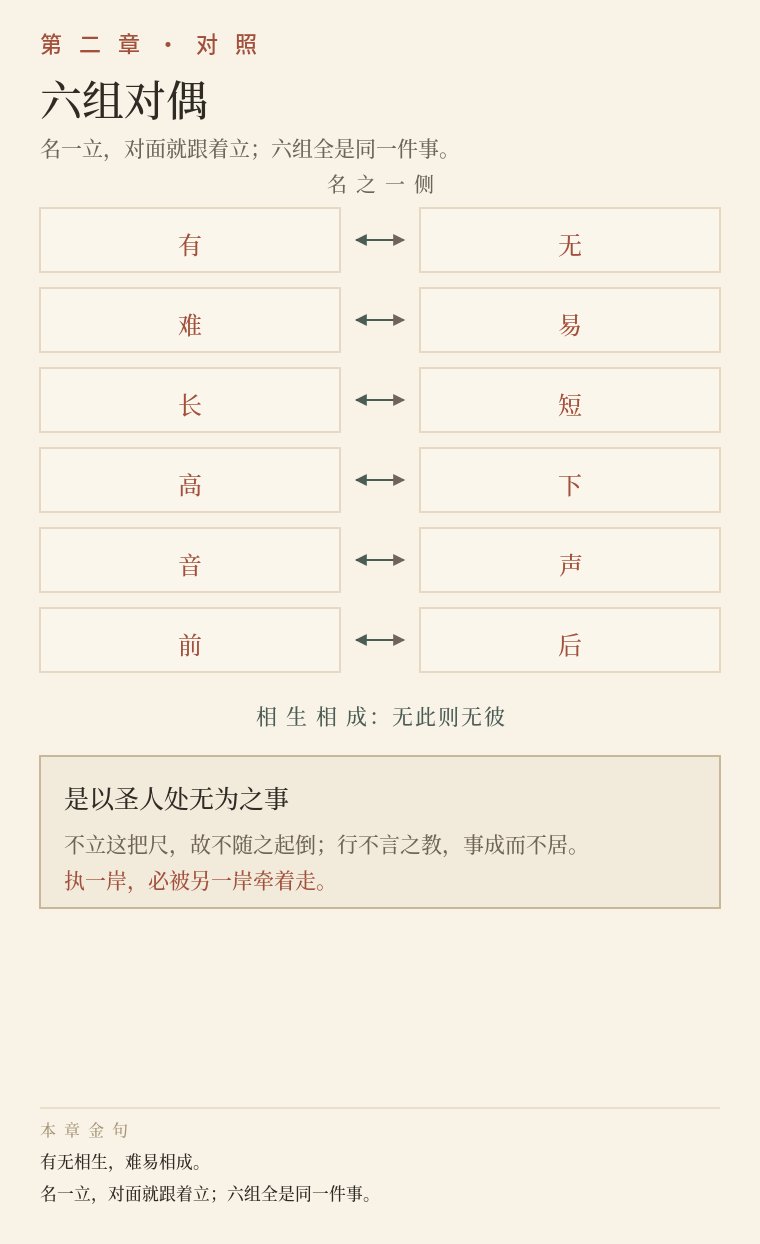 第二章·对照
六组对偶
名一立，对面就跟着立；六组全是同一件事。
名之一侧
有 无
难 易
长 短
高 下
音 声
前 后
相生相成：无此则无彼
是以圣人处无为之事
不立这把尺，故不随之起倒；行不言之教，事成而不居。
执一岸，必被另一岸牵着走。
本章金句
有无相生，难易相成。
名一立，对面就跟着立；六组全是同一件事。